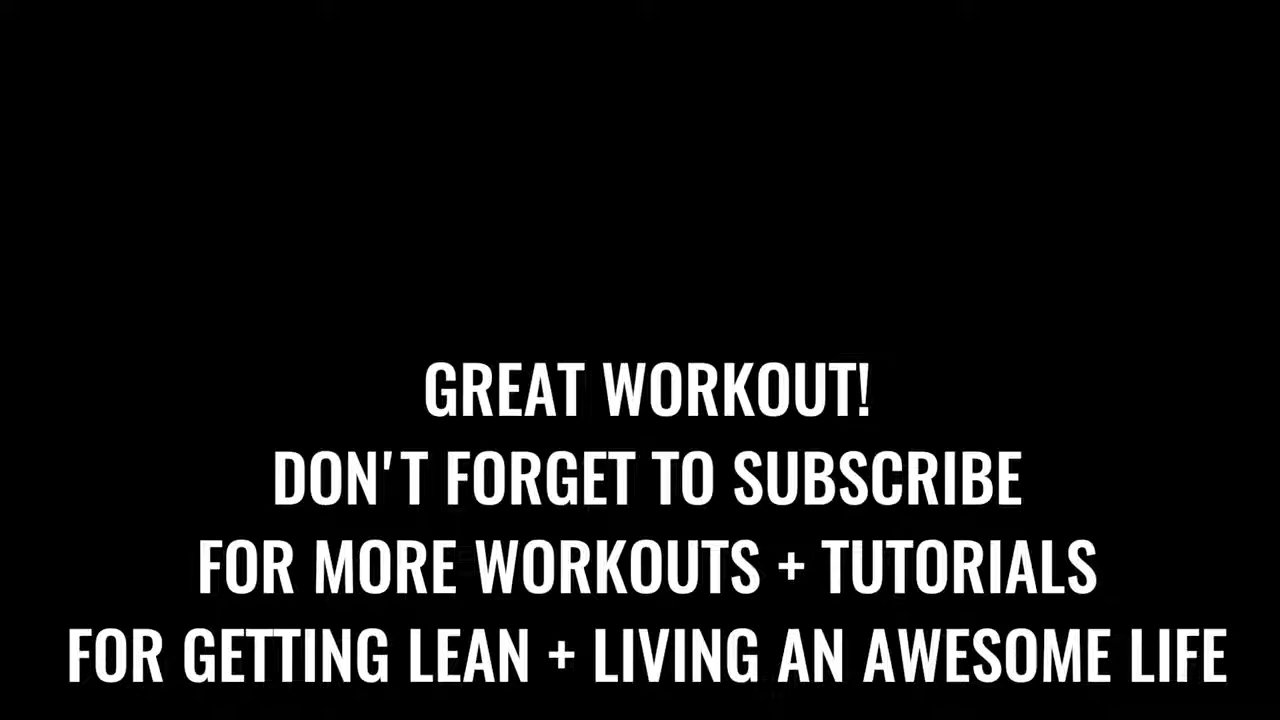 GREAT WORKOUT!
DON'T FORGET TO SUBSCRIBE
FOR MORE WORKOUTS + TUTORIALS
FOR GETTING LEAN + LIVING AN AWESOME LIFE